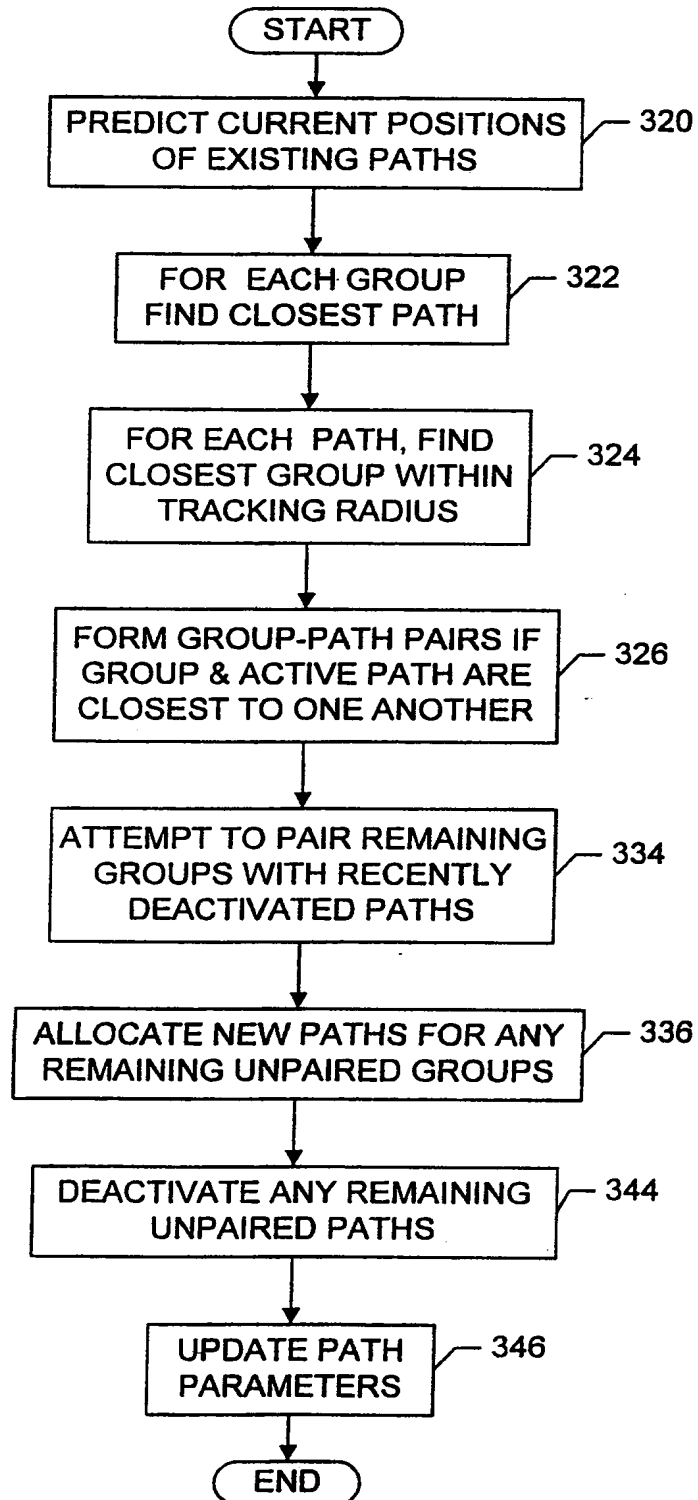 START
PREDICT CURRENT POSITIONS
OF EXISTING PATHS
320
FOR EACH GROUP
FIND CLOSEST PATH
322
FOR EACH PATH, FIND
CLOSEST GROUP WITHIN
TRACKING RADIUS
324
FORM GROUP-PATH PAIRS IF
GROUP & ACTIVE PATH ARE
CLOSEST TO ONE ANOTHER
326
ATTEMPT TO PAIR REMAINING
GROUPS WITH RECENTLY
DEACTIVATED PATHS
334
ALLOCATE NEW PATHS FOR ANY
REMAINING UNPAIRED GROUPS
336
DEACTIVATE ANY REMAINING
UNPAIRED PATHS
344
UPDATE PATH
PARAMETERS
346
END